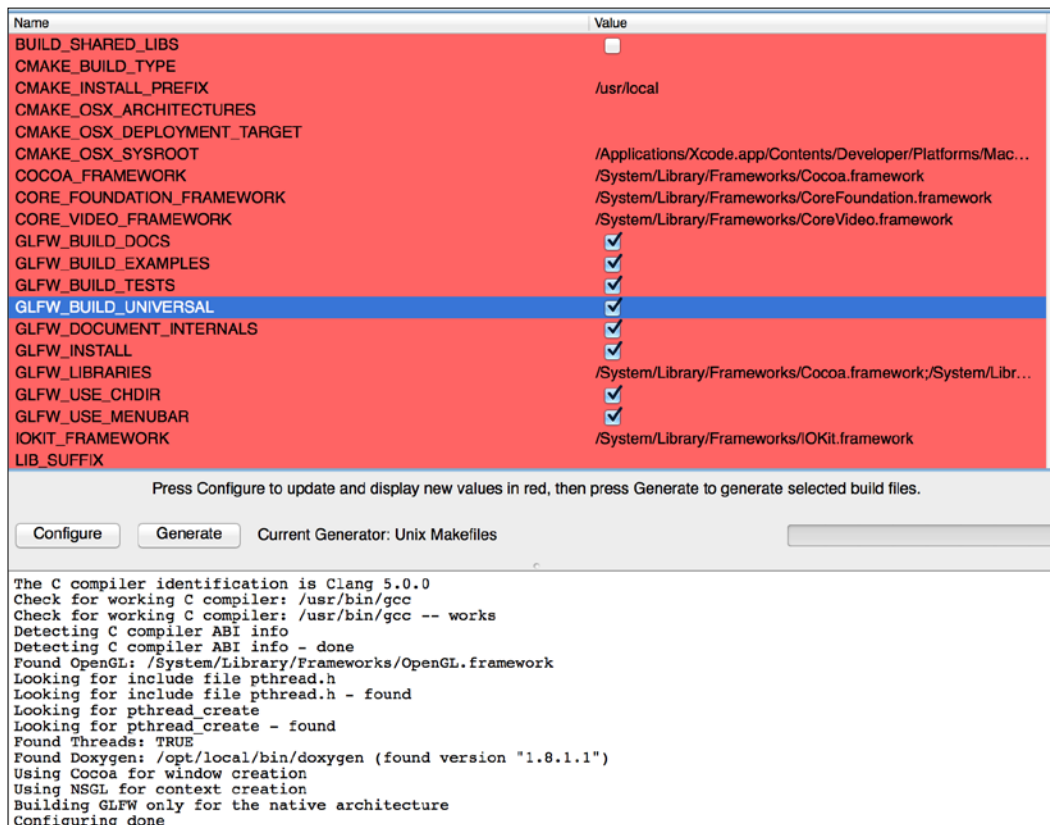 Name Value
BUILD_SHARED_LIBS
CMAKE_BUILD_TYPE
CMAKE_INSTALL_PREFIX /usr/local
CMAKE_OSX_ARCHITECTURES
CMAKE_OSX_DEPLOYMENT_TARGET
CMAKE_OSX_SYSROOT /Applications/Xcode.app/Contents/Developer/Platforms/Mac...
COCOA_FRAMEWORK /System/Library/Frameworks/Cocoa.framework
CORE_FOUNDATION_FRAMEWORK /System/Library/Frameworks/CoreFoundation.framework
CORE_VIDEO_FRAMEWORK /System/Library/Frameworks/CoreVideo.framework
GLFW_BUILD_DOCS
GLFW_BUILD_EXAMPLES
GLFW_BUILD_TESTS
GLFW_BUILD_UNIVERSAL
GLFW_DOCUMENT_INTERNALS
GLFW_INSTALL
GLFW_LIBRARIES /System/Library/Frameworks/Cocoa.framework;/System/Libr...
GLFW_USE_CHDIR
GLFW_USE_MENUBAR
IOKIT_FRAMEWORK /System/Library/Frameworks/IOKit.framework
LIB_SUFFIX
Press Configure to update and display new values in red, then press Generate to generate selected build files.
Configure Generate Current Generator: Unix Makefiles
The C compiler identification is Clang 5.0.0
Check for working C compiler: /usr/bin/gcc
Check for working C compiler: /usr/bin/gcc -- works
Detecting C compiler ABI info
Detecting C compiler ABI info - done
Found OpenGL: /System/Library/Frameworks/OpenGL.framework
Looking for include file pthread.h
Looking for include file pthread.h - found
Looking for pthread_create
Looking for pthread_create - found
Found Threads: TRUE
Found Doxygen: /opt/local/bin/doxygen (found version "1.8.1.1")
Using Cocoa for window creation
Using NSGL for context creation
Building GLFW only for the native architecture
Configuring done